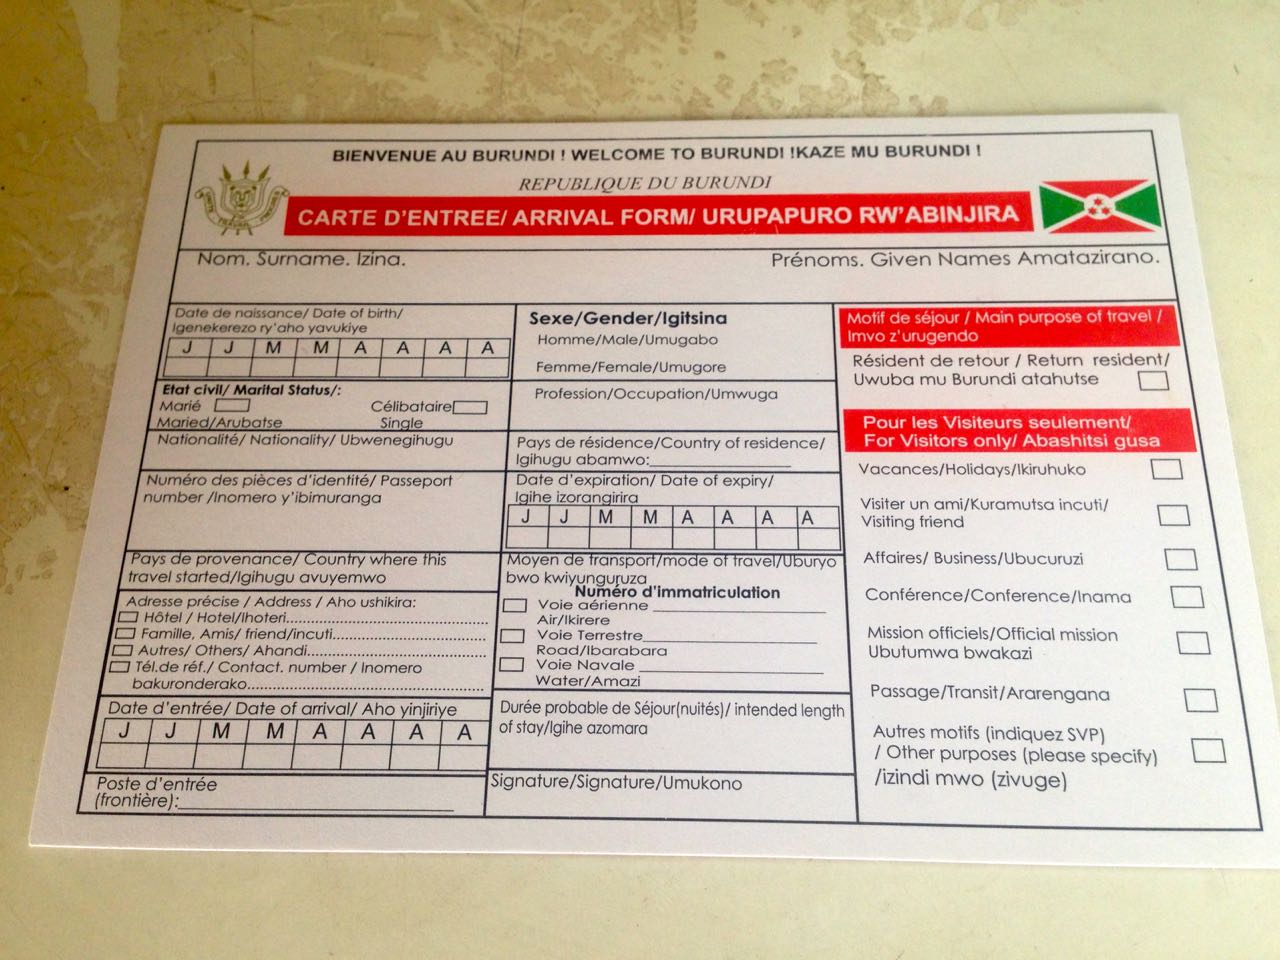 BIENVENUE AU BURUNDI ! WELCOME TO BURUNDI !KAZE MU BURUNDI !
REPUBLIQUE DU BURUNDI
CARTE D'ENTREE/ ARRIVAL FORM/ URUPAPURO RW'ABINJIRA
Nom. Surname. Izina.
Prénoms. Given Names Amatazirano.
Date de naissance/ Date of birth/
Igenekerezo ry'aho yavukiye
J J M M A A A A
Etat civil/ Marital Status/:
Marié Célibataire
Maried/Arubatse Single
Nationalité/ Nationality/ Ubwenegihugu
Numéro des pièces d'identité/ Passeport
number /Inomero y'ibimuranga
Pays de provenance/ Country where this
travel started/Igihugu avuyemwo
Adresse précise / Address / Aho ushikira:
Hôtel / Hotel/Ihoteri
Famille, Amis/ friend/incuti
Autres/ Others/ Ahandi
Tél.de réf./ Contact. number / Inomero
bakuronderako
Date d'entrée/ Date of arrival/ Aho yinjiriye
J J M M A A A A
Poste d'entrée
(frontière):
Sexe/Gender/Igitsina
Homme/Male/Umugabo
Femme/Female/Umugore
Profession/Occupation/Umwuga
Pays de résidence/Country of residence/
Igihugu abamwo:
Date d'expiration/ Date of expiry/
Igihe izorangirira
J J M M A A A A
Moyen de transport/mode of travel/Uburyo
bwo kwiyunguruza
Numéro d'immatriculation
Voie aérienne
Air/Ikirere
Voie Terrestre
Road/Ibarabara
Voie Navale
Water/Amazi
Durée probable de Séjour(nuités)/ intended length
of stay/Igihe azomara
Signature/Signature/Umukono
Motif de séjour / Main purpose of travel /
Imvo z'urugendo
Résident de retour / Return resident/
Uwuba mu Burundi atahutse
Pour les Visiteurs seulement/
For Visitors only/ Abashitsi gusa
Vacances/Holidays/Ikiruhuko
Visiter un ami/Kuramutsa incuti/
Visiting friend
Affaires/ Business/Ubucuruzi
Conférence/Conference/Inama
Mission officiels/Official mission
Ubutumwa bwakazi
Passage/Transit/Ararengana
Autres motifs (indiquez SVP)
/ Other purposes (please specify)
/izindi mwo (zivuge)